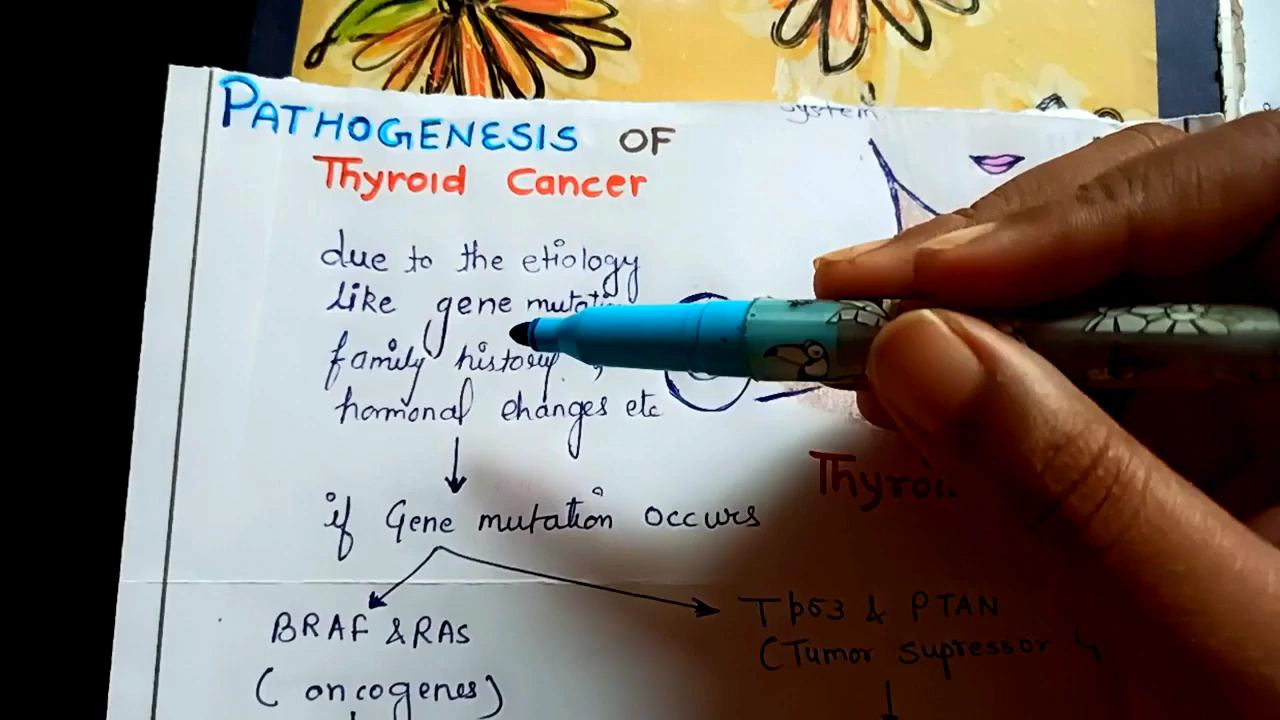 PATHOGENESIS OF
Thyroid Cancer
system
due to the etiology
like gene
family history,
hormonal changes etc
if Gene mutation occurs
BRAF & RAS
(oncogenes)
Tp53 & PTAN
(Tumor supressor